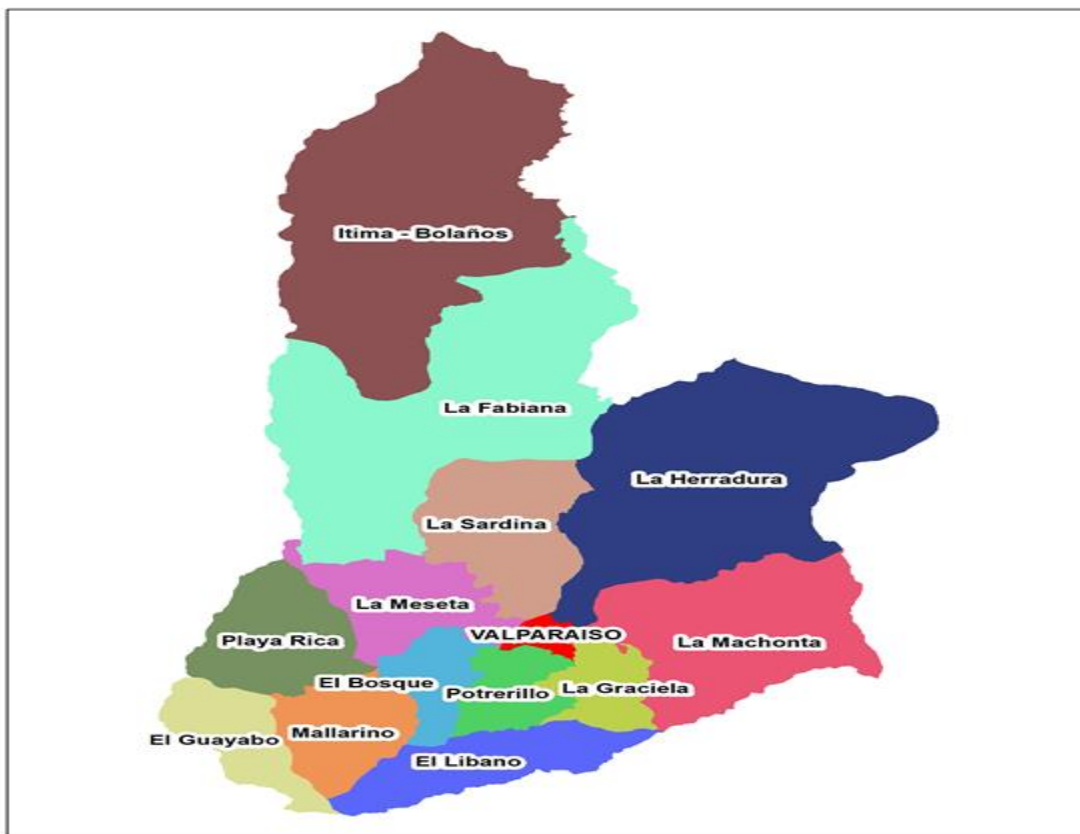 Itima - Bolaños
La Fabiana
La Herradura
La Sardina
La Meseta
VALPARAISO
Playa Rica
La Machonta
El Bosque
Potrerillo
La Graciela
El Guayabo
Mallarino
El Libano